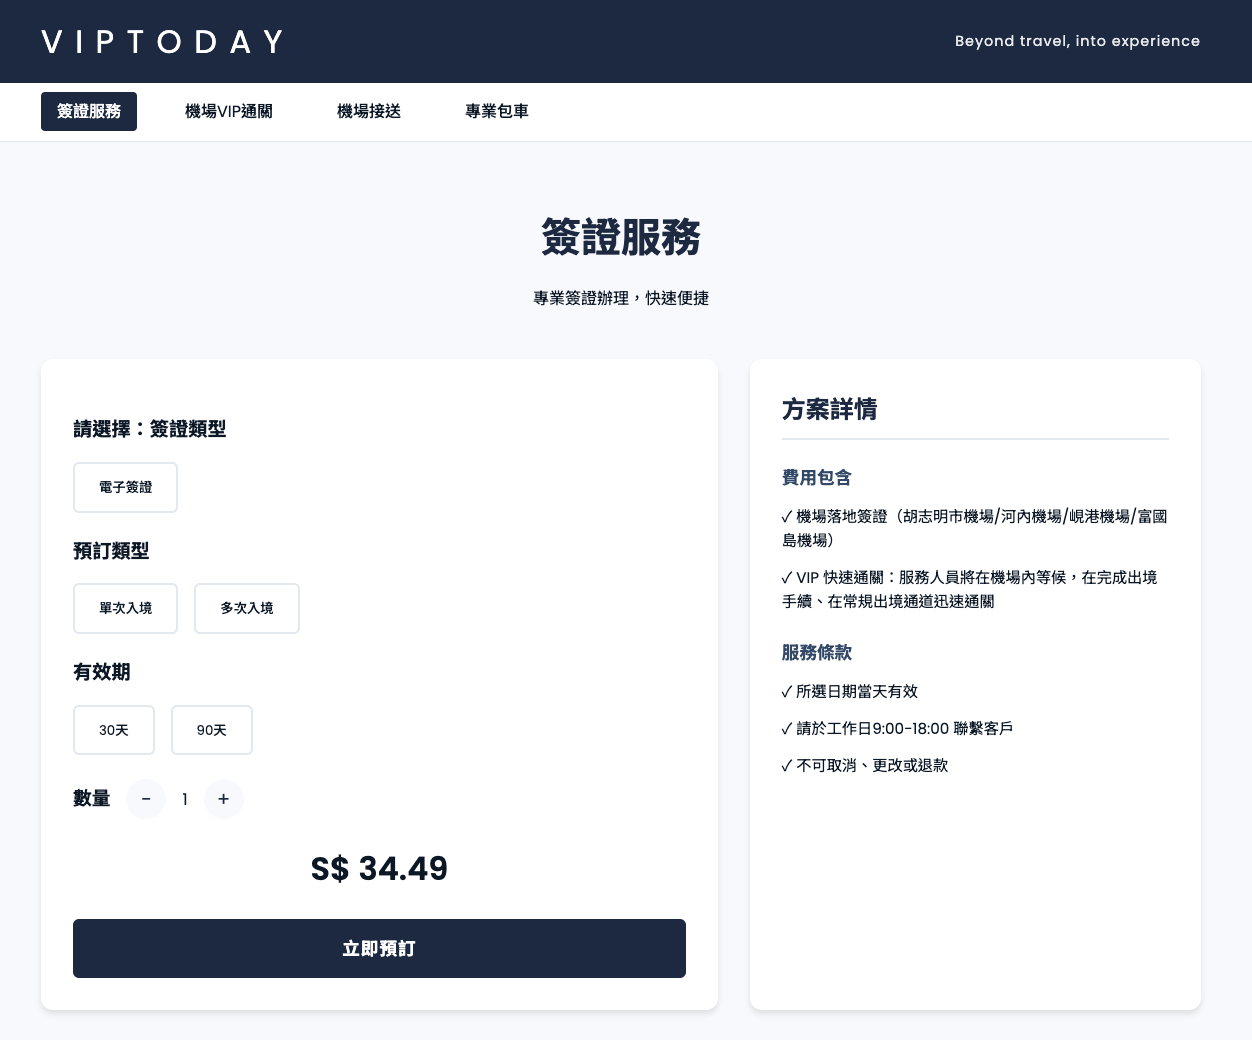 VIPTODAY
Beyond travel, into experience
簽證服務
機場VIP通關
機場接送
專業包車
簽證服務
專業簽證辦理，快速便捷
請選擇：簽證類型
電子簽證
預訂類型
單次入境
多次入境
有效期
30天
90天
數量
-
1
+
S$ 34.49
立即預訂
方案詳情
費用包含
✓ 機場落地簽證（胡志明市機場/河內機場/峴港機場/富國
島機場）
✓ VIP 快速通關：服務人員將在機場內等候，在完成出境
手續、在常規出境通道迅速通關
服務條款
✓ 所選日期當天有效
✓ 請於工作日9:00-18:00 聯繫客戶
✓ 不可取消、更改或退款